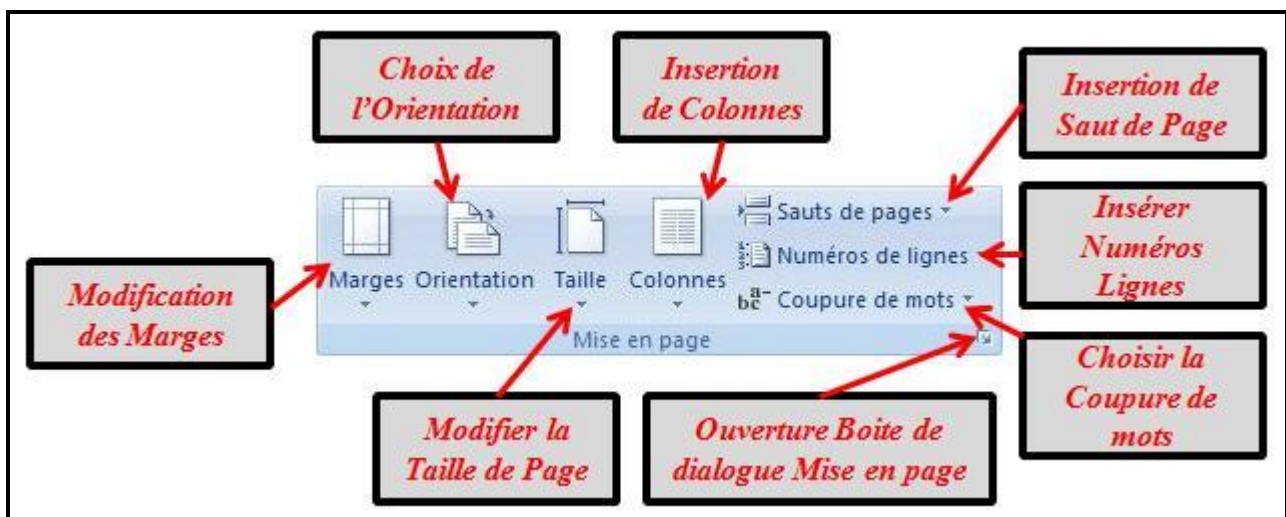 Choix de
l'Orientation
Insertion
de Colonnes
Insertion de
Saut de Page
Sauts de pages
Numéros de lignes
Coupure de mots
Marges
Orientation
Taille
Colonnes
Mise en page
Insérer
Numéros
Lignes
Modification
des Marges
Choisir la
Coupure de
mots
Modifier la
Taille de Page
Ouverture Boite de
dialogue Mise en page